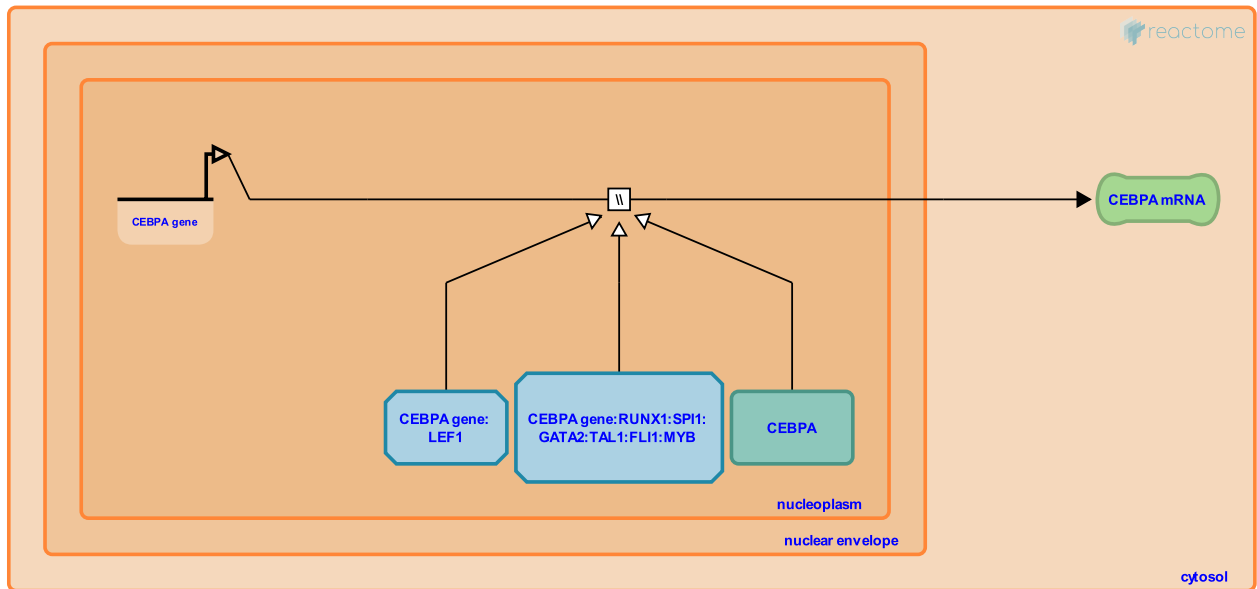 reactome
CEBPA gene
\\
CEBPA mRNA
CEBPA gene:
LEF1
CEBPA gene:RUNX1:SPI1:
GATA2:TAL1:FLI1:MYB
CEBPA
nucleoplasm
nuclear envelope
cytosol